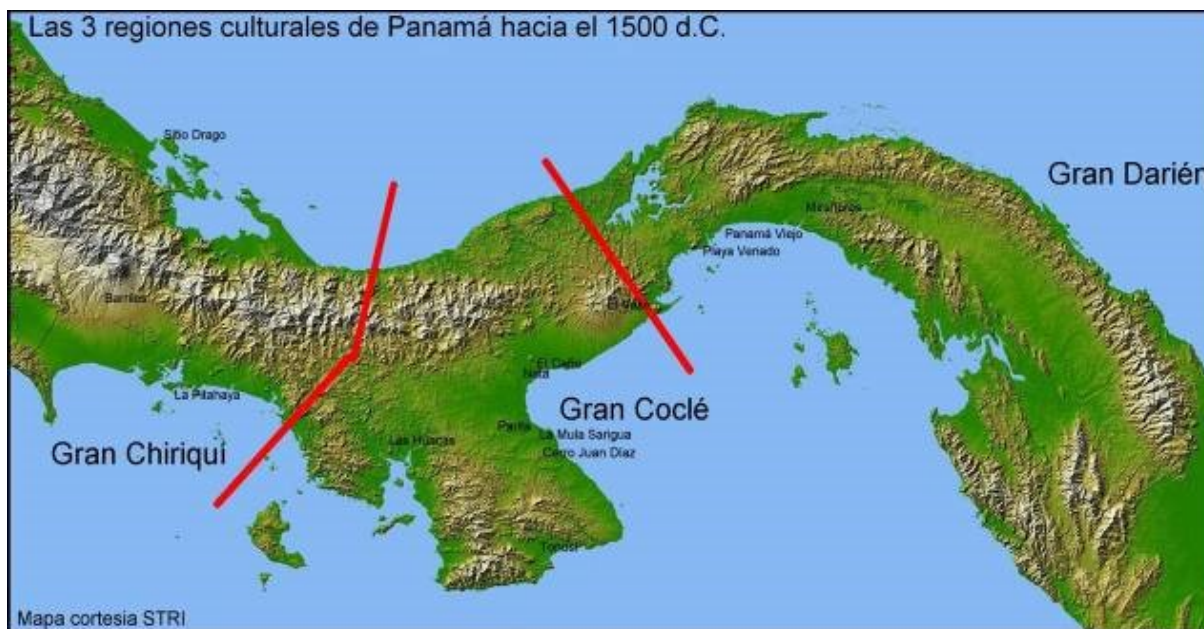 Las 3 regiones culturales de Panamá hacia el 1500 d.C.
Sitio Drago
Gran Darién
Miraflores
Panamá Viejo
Playa Venado
Barriles
El Caño
Natá
La Pitahaya
Gran Coclé
Parita
La Mula Sarigua
Las Huacas
Cerro Juan Díaz
Gran Chiriquí
Tonosí
Mapa cortesia STRI